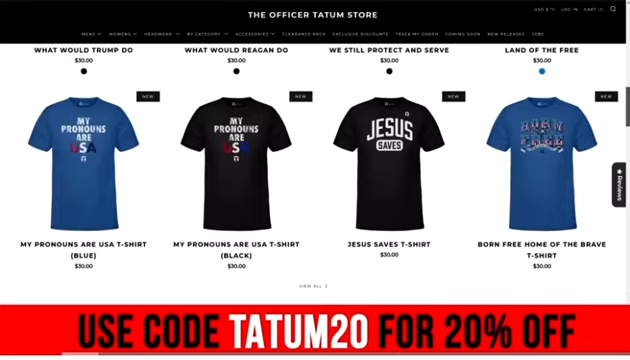 THE OFFICER TATUM STORE
USD $ LOG IN CART (1)
MENS WOMENS HEADWEAR BY CATEGORY ACCESSORIES CLEARANCE RACK EXCLUSIVE DISCOUNTS TRACK MY ORDER COMING SOON NEW RELEASES JOBS
WHAT WOULD TRUMP DO
$30.00
WHAT WOULD REAGAN DO
$30.00
WE STILL PROTECT AND SERVE
$30.00
LAND OF THE FREE
$30.00
NEW
MY
PRONOUNS
ARE
USA
MY PRONOUNS ARE USA T-SHIRT
(BLUE)
$30.00
NEW
MY
PRONOUNS
ARE
USA
MY PRONOUNS ARE USA T-SHIRT
(BLACK)
$30.00
NEW
JESUS
SAVES
JESUS SAVES T-SHIRT
$30.00
NEW
BORN
FREE
BORN FREE HOME OF THE BRAVE
T-SHIRT
$30.00
★ Reviews
VIEW ALL
USE CODE TATUM20 FOR 20% OFF